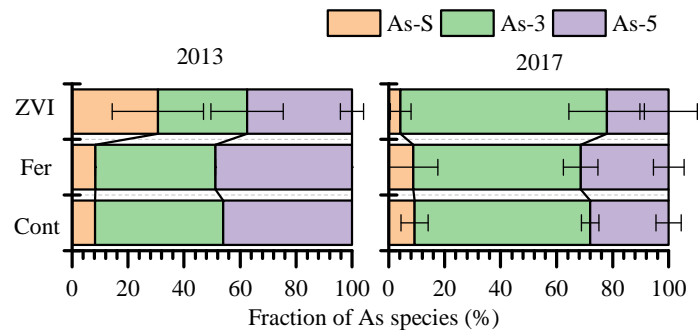 As-S As-3 As-5
2013 2017
ZVI
Fer
Cont
0 20 40 60 80 100 0 20 40 60 80 100
Fraction of As species (%)